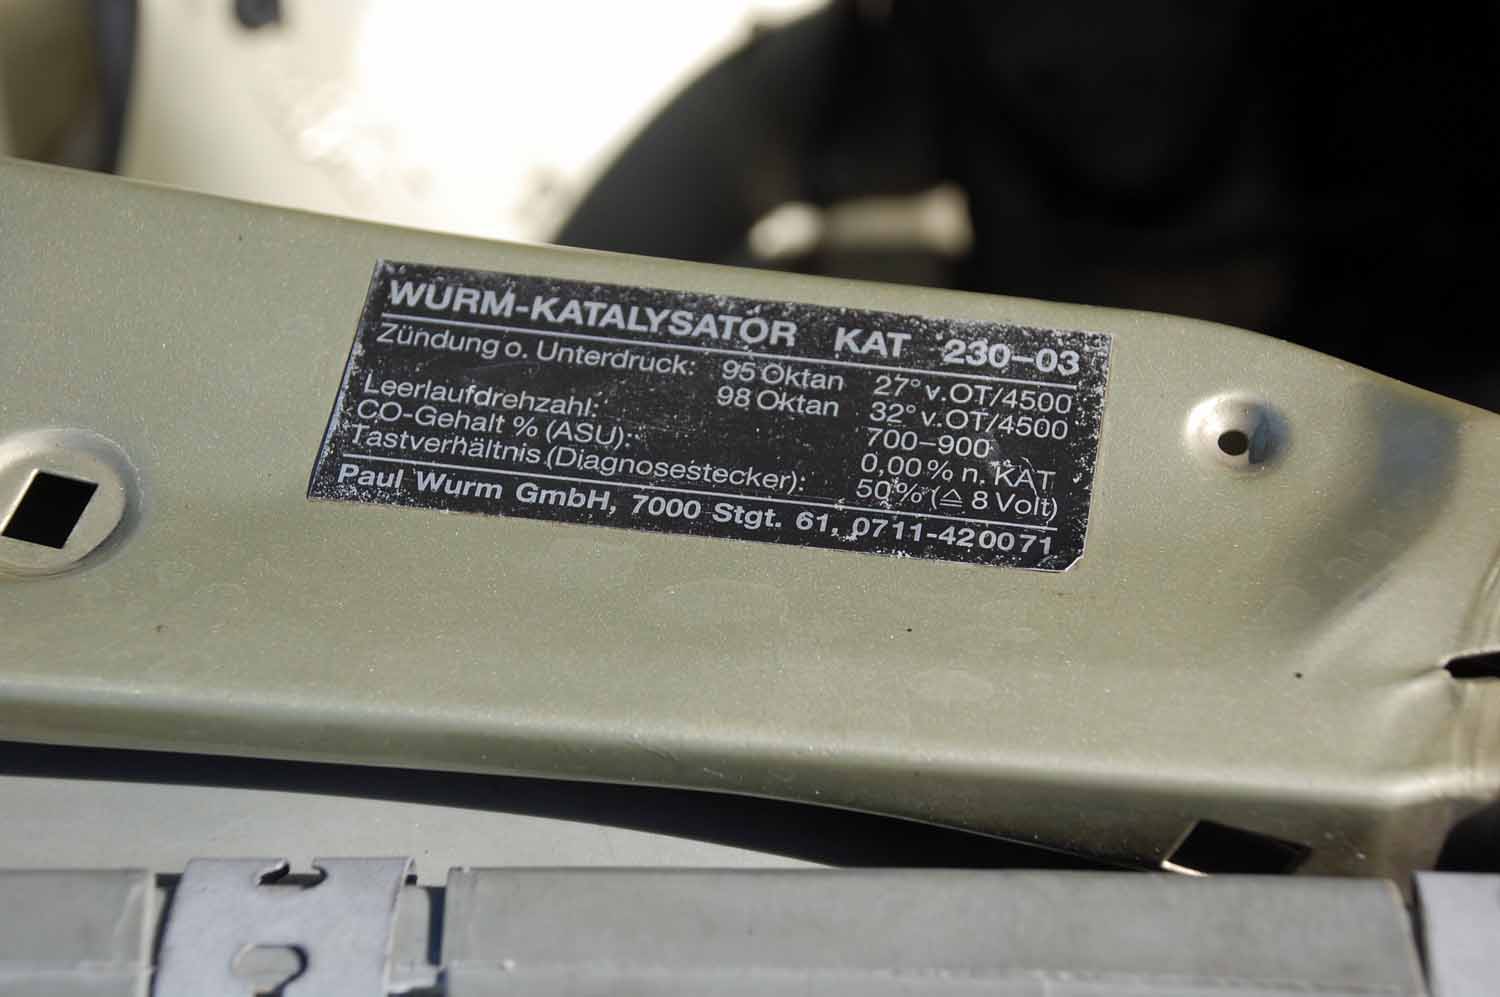 WURM-KATALYSATOR KAT 230-03
Zündung o. Unterdruck: 95 Oktan 27° v.OT/4500
98 Oktan 32° v.OT/4500
Leerlaufdrehzahl: 700-900
CO-Gehalt % (ASU): 0,00% n. KAT
Tastverhältnis (Diagnosestecker): 50% (≙ 8 Volt)
Paul Wurm GmbH, 7000 Stgt. 61, 0711-420071